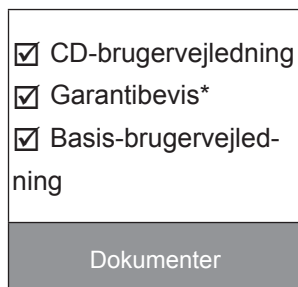 ☑ CD-brugervejledning
☑ Garantibevis*
☑ Basis-brugervejled-
ning
Dokumenter